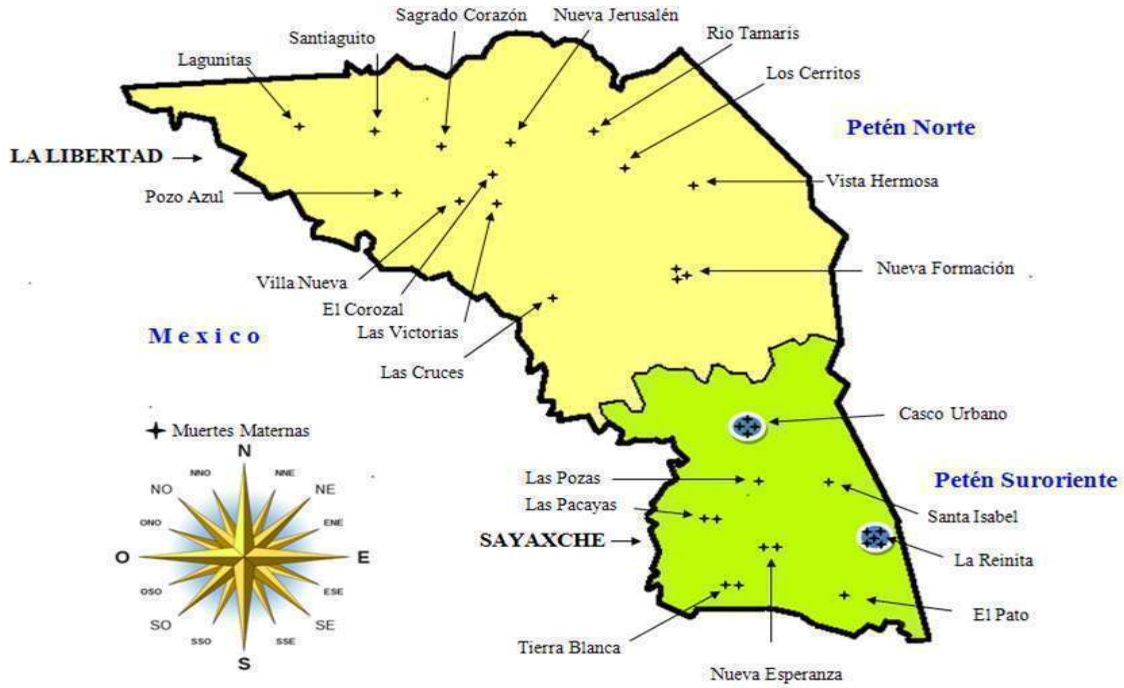 Sagrado Corazón
Nueva Jerusalén
Santiaguito
Rio Tamaris
Lagunitas
Los Cerritos
Petén Norte
LA LIBERTAD
Vista Hermosa
Pozo Azul
Nueva Formación
Villa Nueva
El Corozal
Las Victorias
Mexico
Las Cruces
Casco Urbano
Muertes Maternas
N
NNO
NNE
NO
NE
Las Pozas
Petén Suroriente
Las Pacayas
Santa Isabel
ONO
ENE
SAYAXCHE
O
E
La Reinita
OSO
ESE
SO
SE
El Pato
SSO
SSE
Tierra Blanca
S
Nueva Esperanza